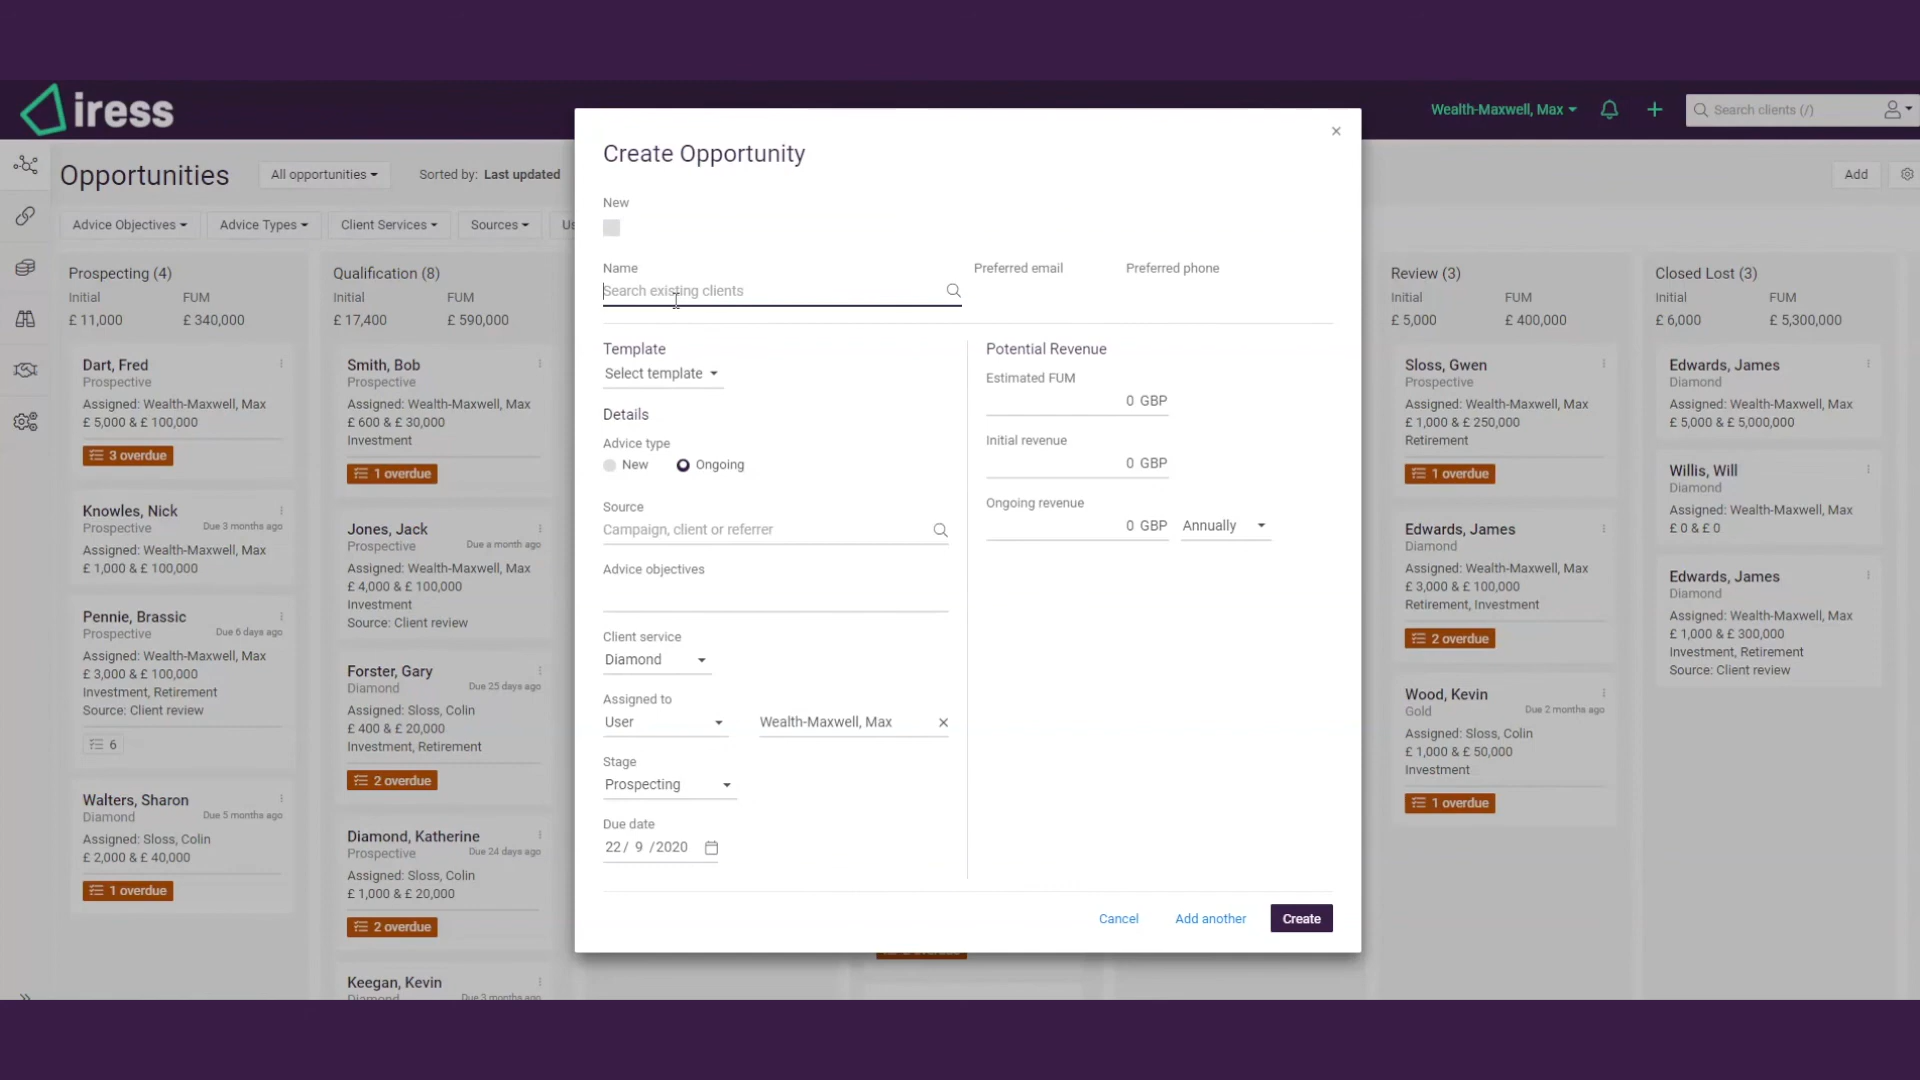 iress
Wealth-Maxwell, Max
Search clients (/)
Opportunities
All opportunities
Sorted by: Last updated
Add
Advice Objectives
Advice Types
Client Services
Sources
Us
Prospecting (4)
Initial FUM
£ 11,000 £ 340,000
Dart, Fred
Prospective
Assigned: Wealth-Maxwell, Max
£ 5,000 & £ 100,000
3 overdue
Knowles, Nick
Prospective Due 3 months ago
Assigned: Wealth-Maxwell, Max
£ 1,000 & £ 100,000
Pennie, Brassic
Prospective Due 6 days ago
Assigned: Wealth-Maxwell, Max
£ 3,000 & £ 100,000
Investment, Retirement
Source: Client review
6
Walters, Sharon
Diamond Due 5 months ago
Assigned: Sloss, Colin
£ 2,000 & £ 40,000
1 overdue
Qualification (8)
Initial FUM
£ 17,400 £ 590,000
Smith, Bob
Prospective
Assigned: Wealth-Maxwell, Max
£ 600 & £ 30,000
Investment
1 overdue
Jones, Jack
Prospective Due a month ago
Assigned: Wealth-Maxwell, Max
£ 4,000 & £ 100,000
Investment
Source: Client review
Forster, Gary
Diamond Due 25 days ago
Assigned: Sloss, Colin
£ 400 & £ 20,000
Investment, Retirement
2 overdue
Diamond, Katherine
Prospective Due 24 days ago
Assigned: Sloss, Colin
£ 1,000 & £ 20,000
2 overdue
Keegan, Kevin
Diamond Due 3 months ago
Create Opportunity
New
Name Preferred email Preferred phone
Search existing clients
Template
Select template
Details
Advice type
New Ongoing
Source
Campaign, client or referrer
Advice objectives
Client service
Diamond
Assigned to
User Wealth-Maxwell, Max
Stage
Prospecting
Due date
22/ 9 /2020
Potential Revenue
Estimated FUM
0 GBP
Initial revenue
0 GBP
Ongoing revenue
0 GBP Annually
Cancel Add another Create
Review (3)
Initial FUM
£ 5,000 £ 400,000
Sloss, Gwen
Prospective
Assigned: Wealth-Maxwell, Max
£ 1,000 & £ 250,000
Retirement
1 overdue
Edwards, James
Diamond
Assigned: Wealth-Maxwell, Max
£ 3,000 & £ 100,000
Retirement, Investment
2 overdue
Wood, Kevin
Gold Due 2 months ago
Assigned: Sloss, Colin
£ 1,000 & £ 50,000
Investment
1 overdue
Closed Lost (3)
Initial FUM
£ 6,000 £ 5,300,000
Edwards, James
Diamond
Assigned: Wealth-Maxwell, Max
£ 5,000 & £ 5,000,000
Willis, Will
Diamond
Assigned: Wealth-Maxwell, Max
£ 0 & £ 0
Edwards, James
Diamond
Assigned: Wealth-Maxwell, Max
£ 1,000 & £ 300,000
Investment, Retirement
Source: Client review